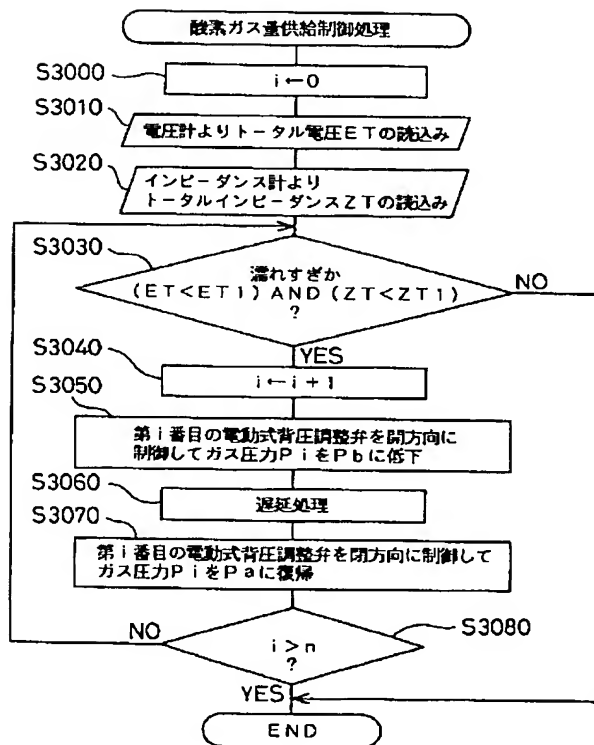 酸素ガス量供給制御処理
S3000
i←0
S3010
電圧計よりトータル電圧ETの読込み
S3020
インピーダンス計より
トータルインピーダンスZTの読込み
S3030
濡れすぎか
(ET<ET1) AND (ZT<ZT1)
?
NO
YES
S3040
i←i+1
S3050
第i番目の電動式背圧調整弁を開方向に
制御してガス圧力PiをPbに低下
S3060
遅延処理
S3070
第i番目の電動式背圧調整弁を閉方向に制御して
ガス圧力PiをPaに復帰
NO
S3080
i>n
?
YES
END